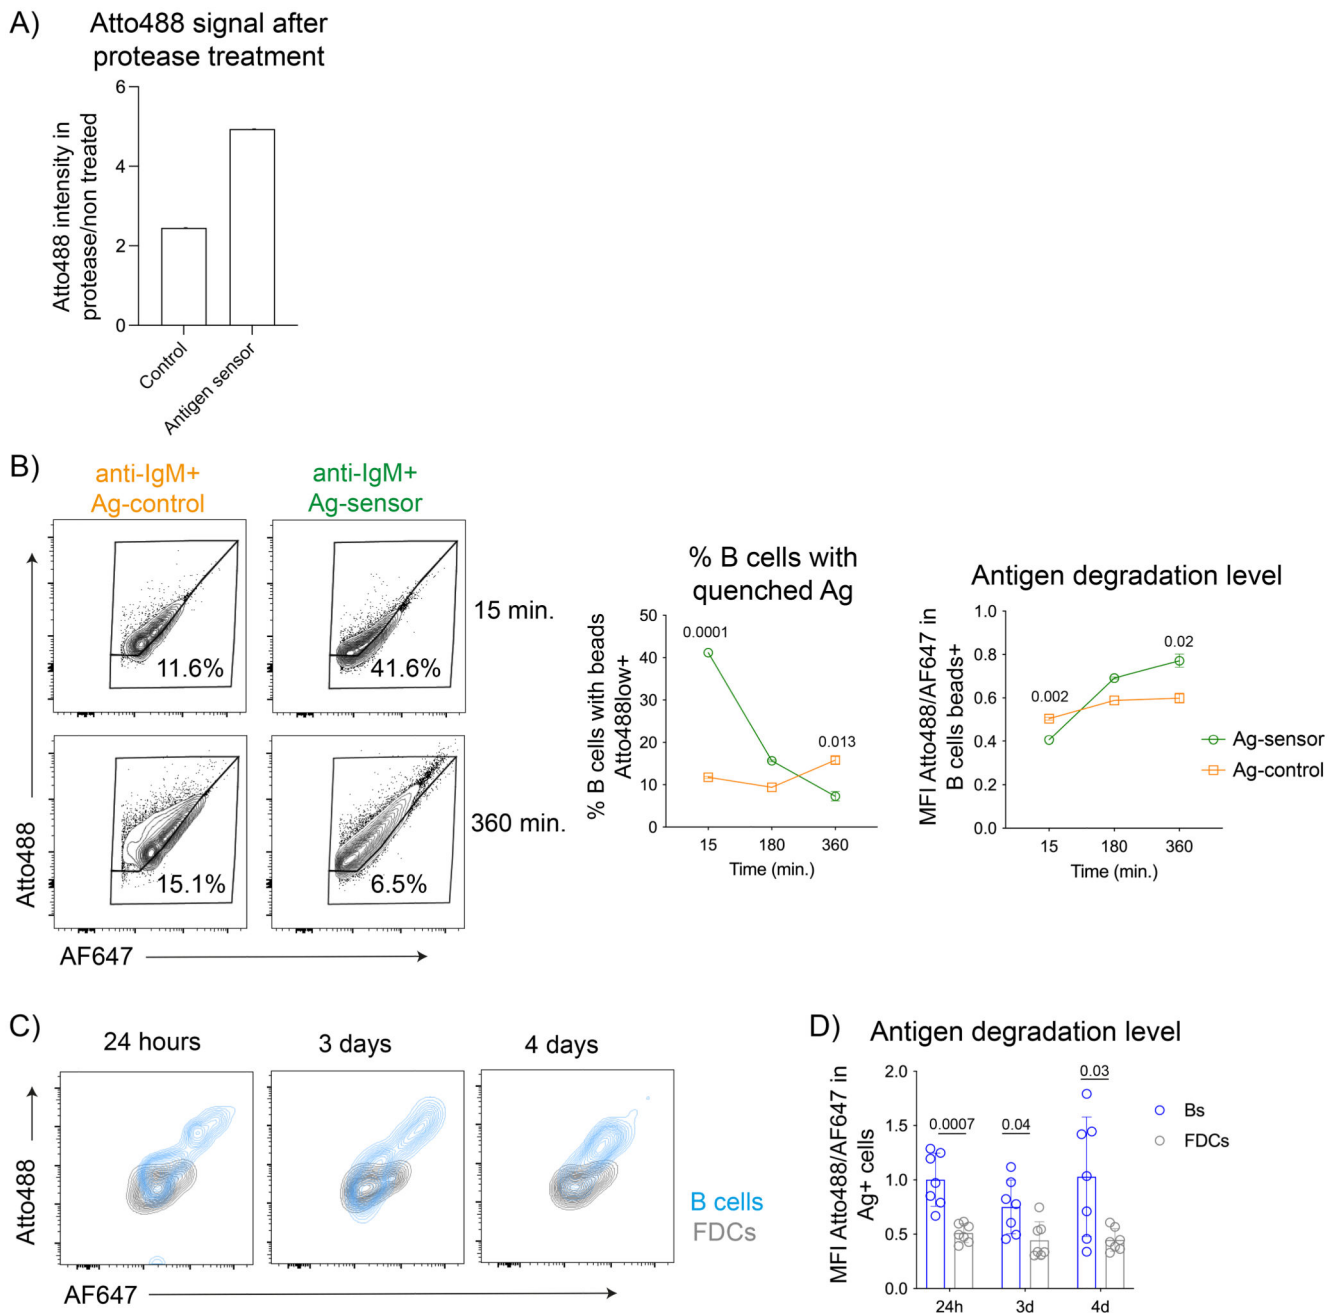 A)
Atto488 signal after
protease treatment
Atto488 intensity in
protease/non treated
6
4
2
0
Control
Antigen sensor
B)
anti-IgM+
Ag-control
anti-IgM+
Ag-sensor
11.6%
41.6%
15 min.
15.1%
6.5%
360 min.
Atto488
AF647
% B cells with
quenched Ag
% B cells with beads
Atto488low+
50
40
30
20
10
0
0.0001
0.013
15
180
360
Time (min.)
Antigen degradation level
MFI Atto488/AF647 in
B cells beads+
1.0
0.8
0.6
0.4
0.2
0.0
0.002
0.02
15
180
360
Time (min.)
Ag-sensor
Ag-control
C)
24 hours
3 days
4 days
Atto488
AF647
B cells
FDCs
D)
Antigen degradation level
MFI Atto488/AF647 in
Ag+ cells
2.0
1.5
1.0
0.5
0.0
0.0007
0.04
0.03
24h
3d
4d
Bs
FDCs